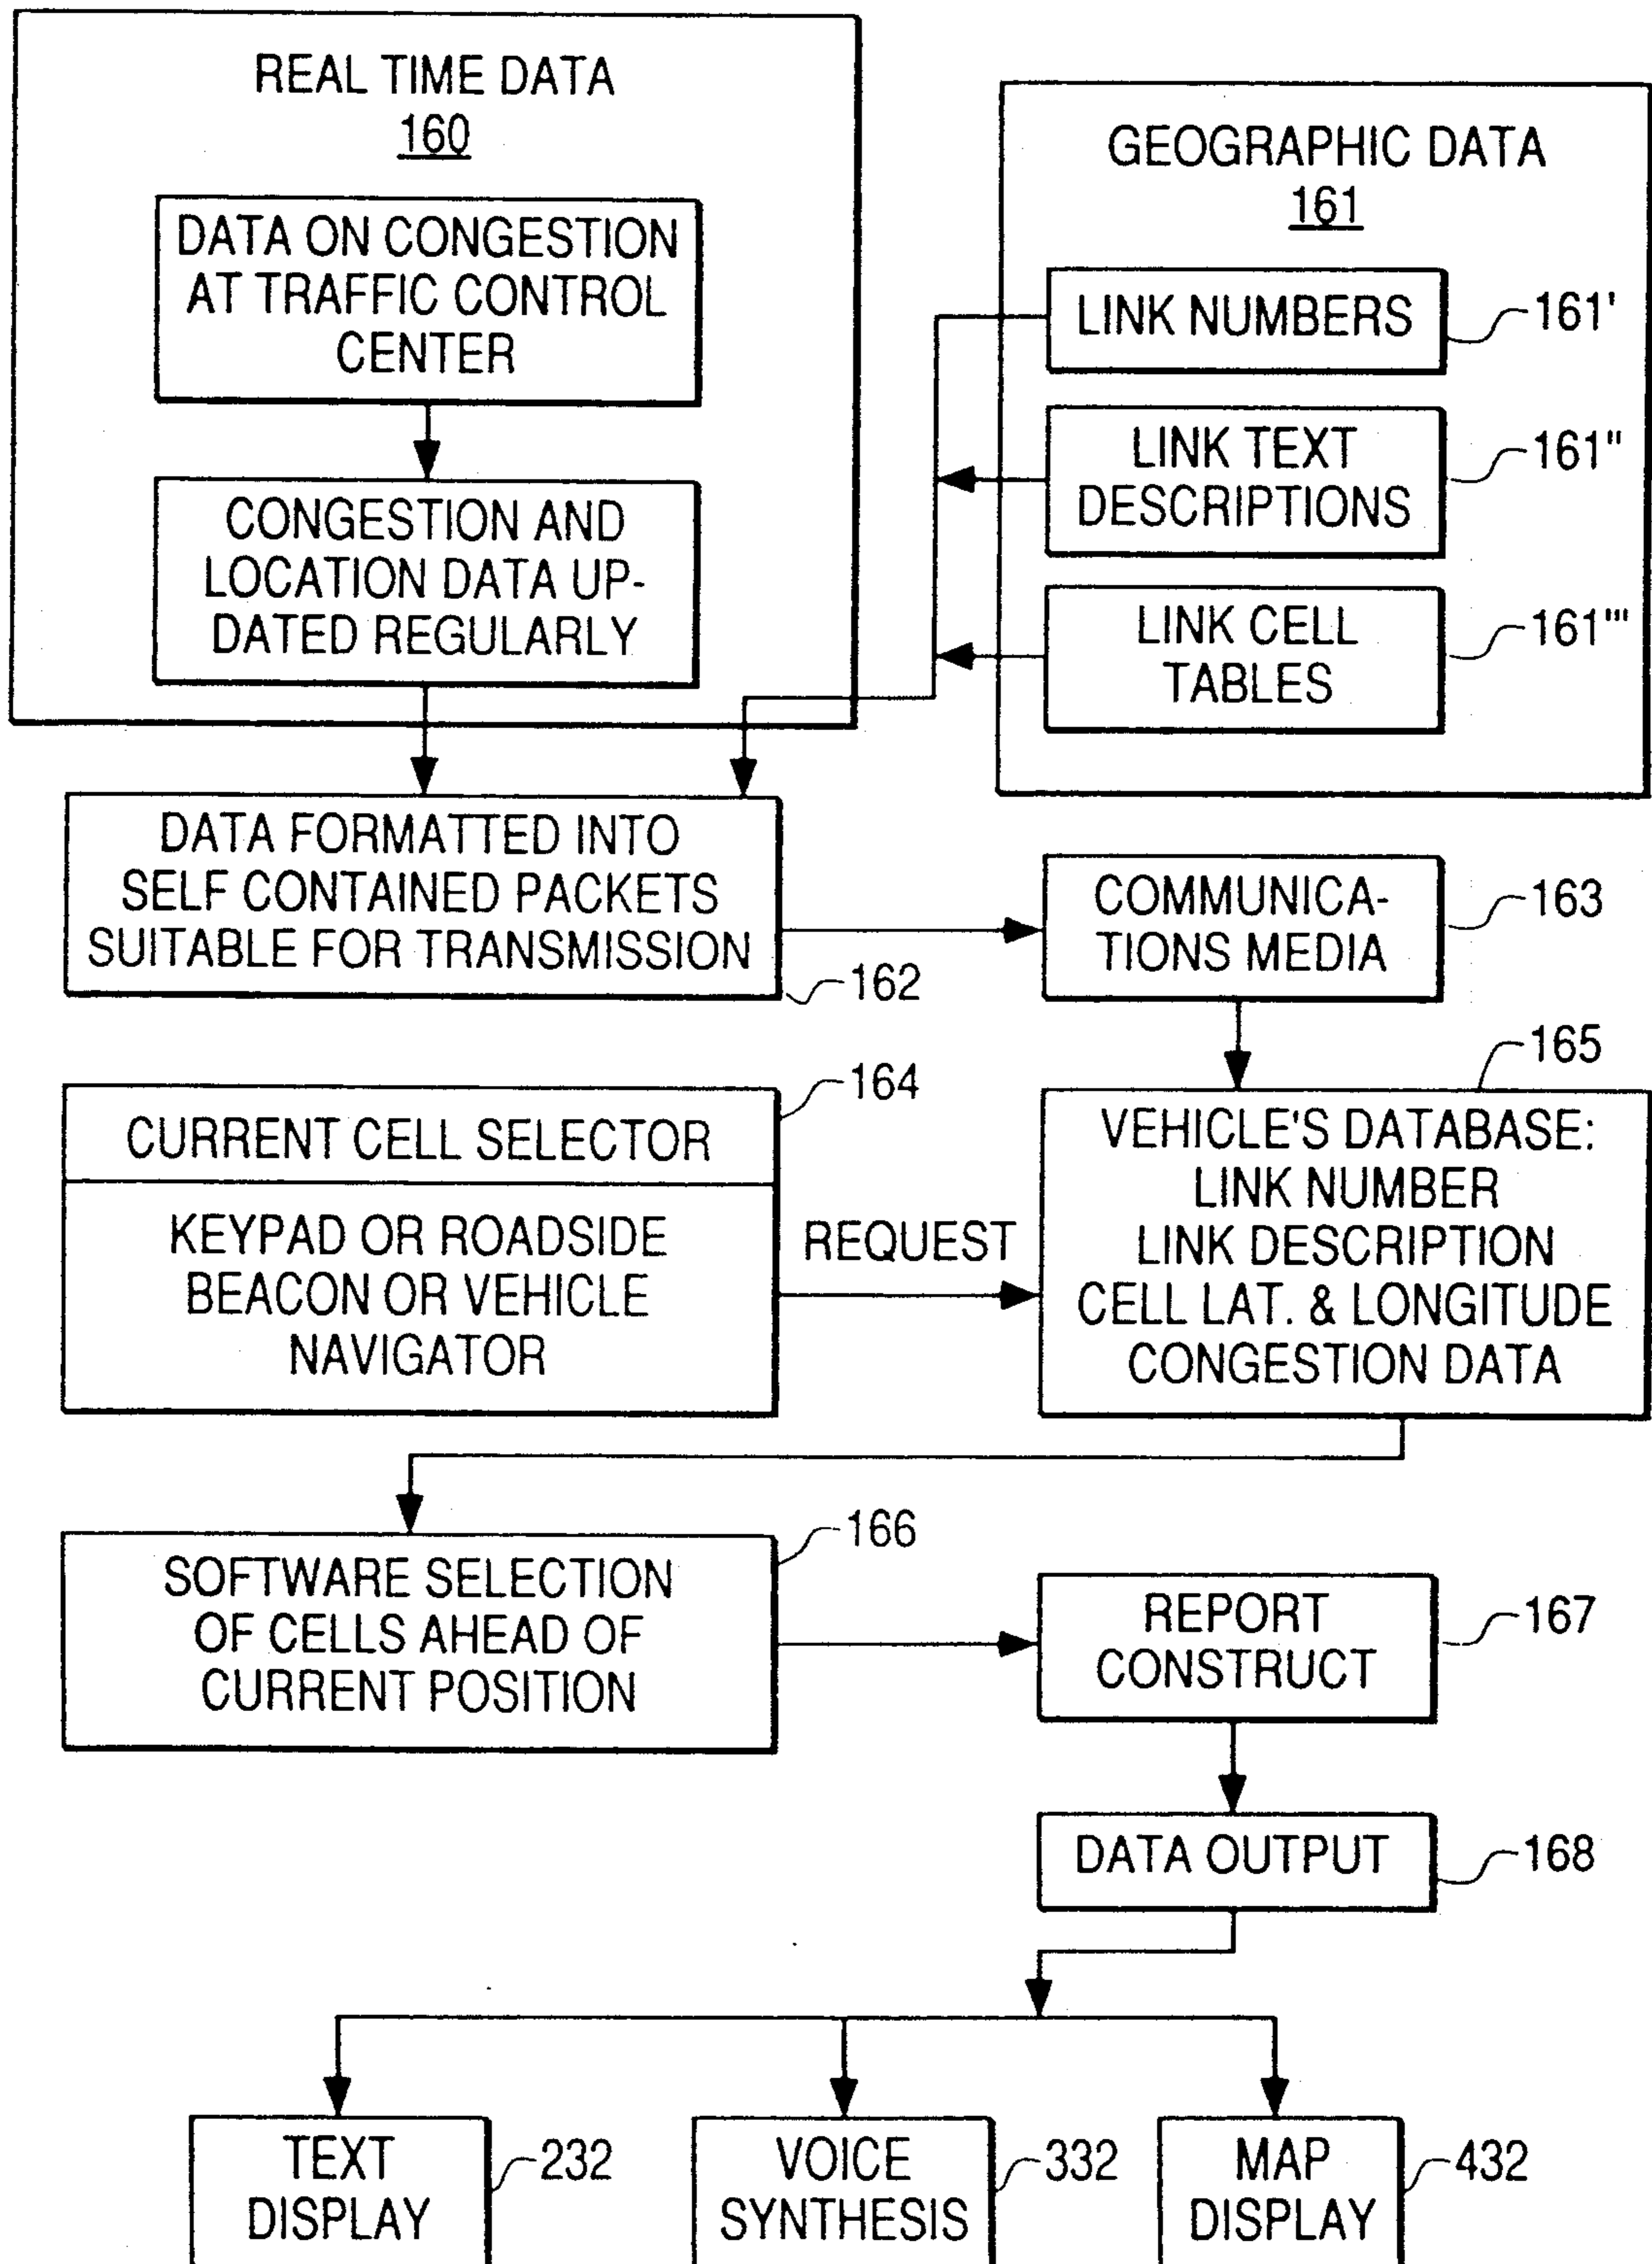 REAL TIME DATA
160
DATA ON CONGESTION
AT TRAFFIC CONTROL
CENTER
CONGESTION AND
LOCATION DATA UP-
DATED REGULARLY
GEOGRAPHIC DATA
161
LINK NUMBERS
161'
LINK TEXT
DESCRIPTIONS
161"
LINK CELL
TABLES
161'''
DATA FORMATTED INTO
SELF CONTAINED PACKETS
SUITABLE FOR TRANSMISSION
162
COMMUNICA-
TIONS MEDIA
163
164
CURRENT CELL SELECTOR
KEYPAD OR ROADSIDE
BEACON OR VEHICLE
NAVIGATOR
REQUEST
165
VEHICLE'S DATABASE:
LINK NUMBER
LINK DESCRIPTION
CELL LAT. & LONGITUDE
CONGESTION DATA
166
SOFTWARE SELECTION
OF CELLS AHEAD OF
CURRENT POSITION
REPORT
CONSTRUCT
167
DATA OUTPUT
168
TEXT
DISPLAY
232
VOICE
SYNTHESIS
332
MAP
DISPLAY
432